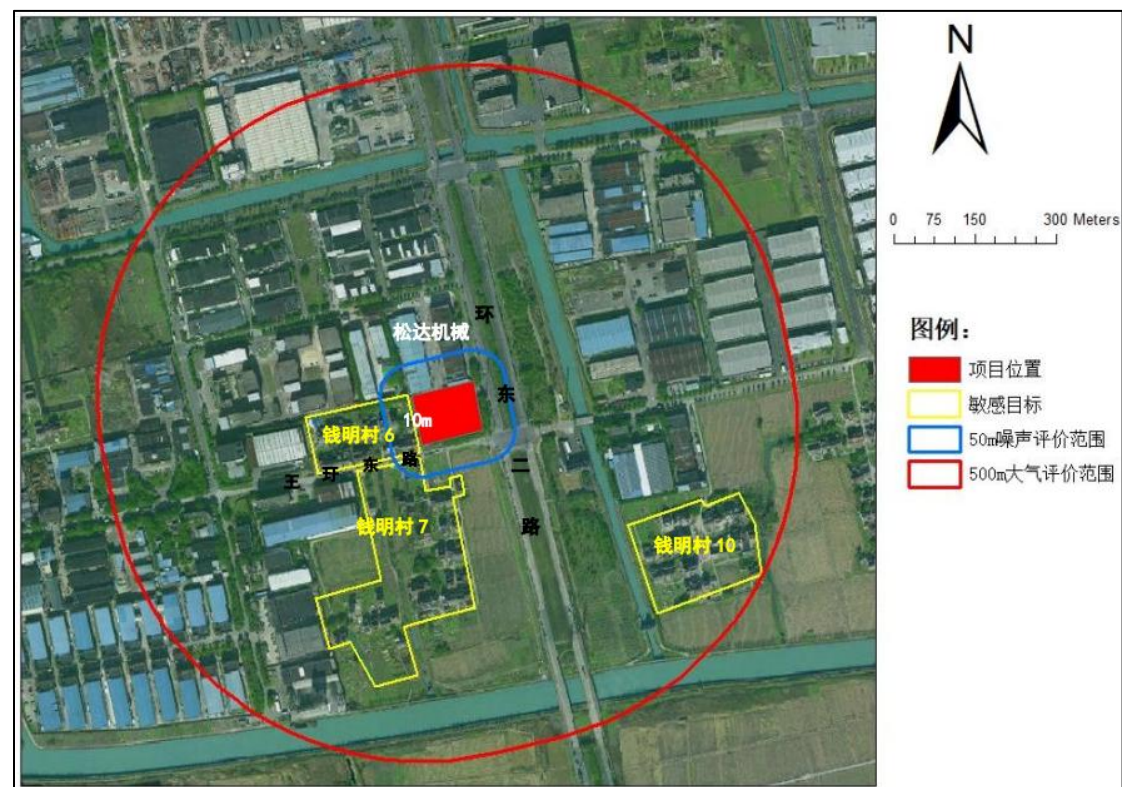 N
0 75 150 300 Meters
图例：
项目位置
敏感目标
50m噪声评价范围
500m大气评价范围
松达机械
环
东
二
路
10m
钱明村 6
王 玗 东 路
钱明村 7
钱明村 10